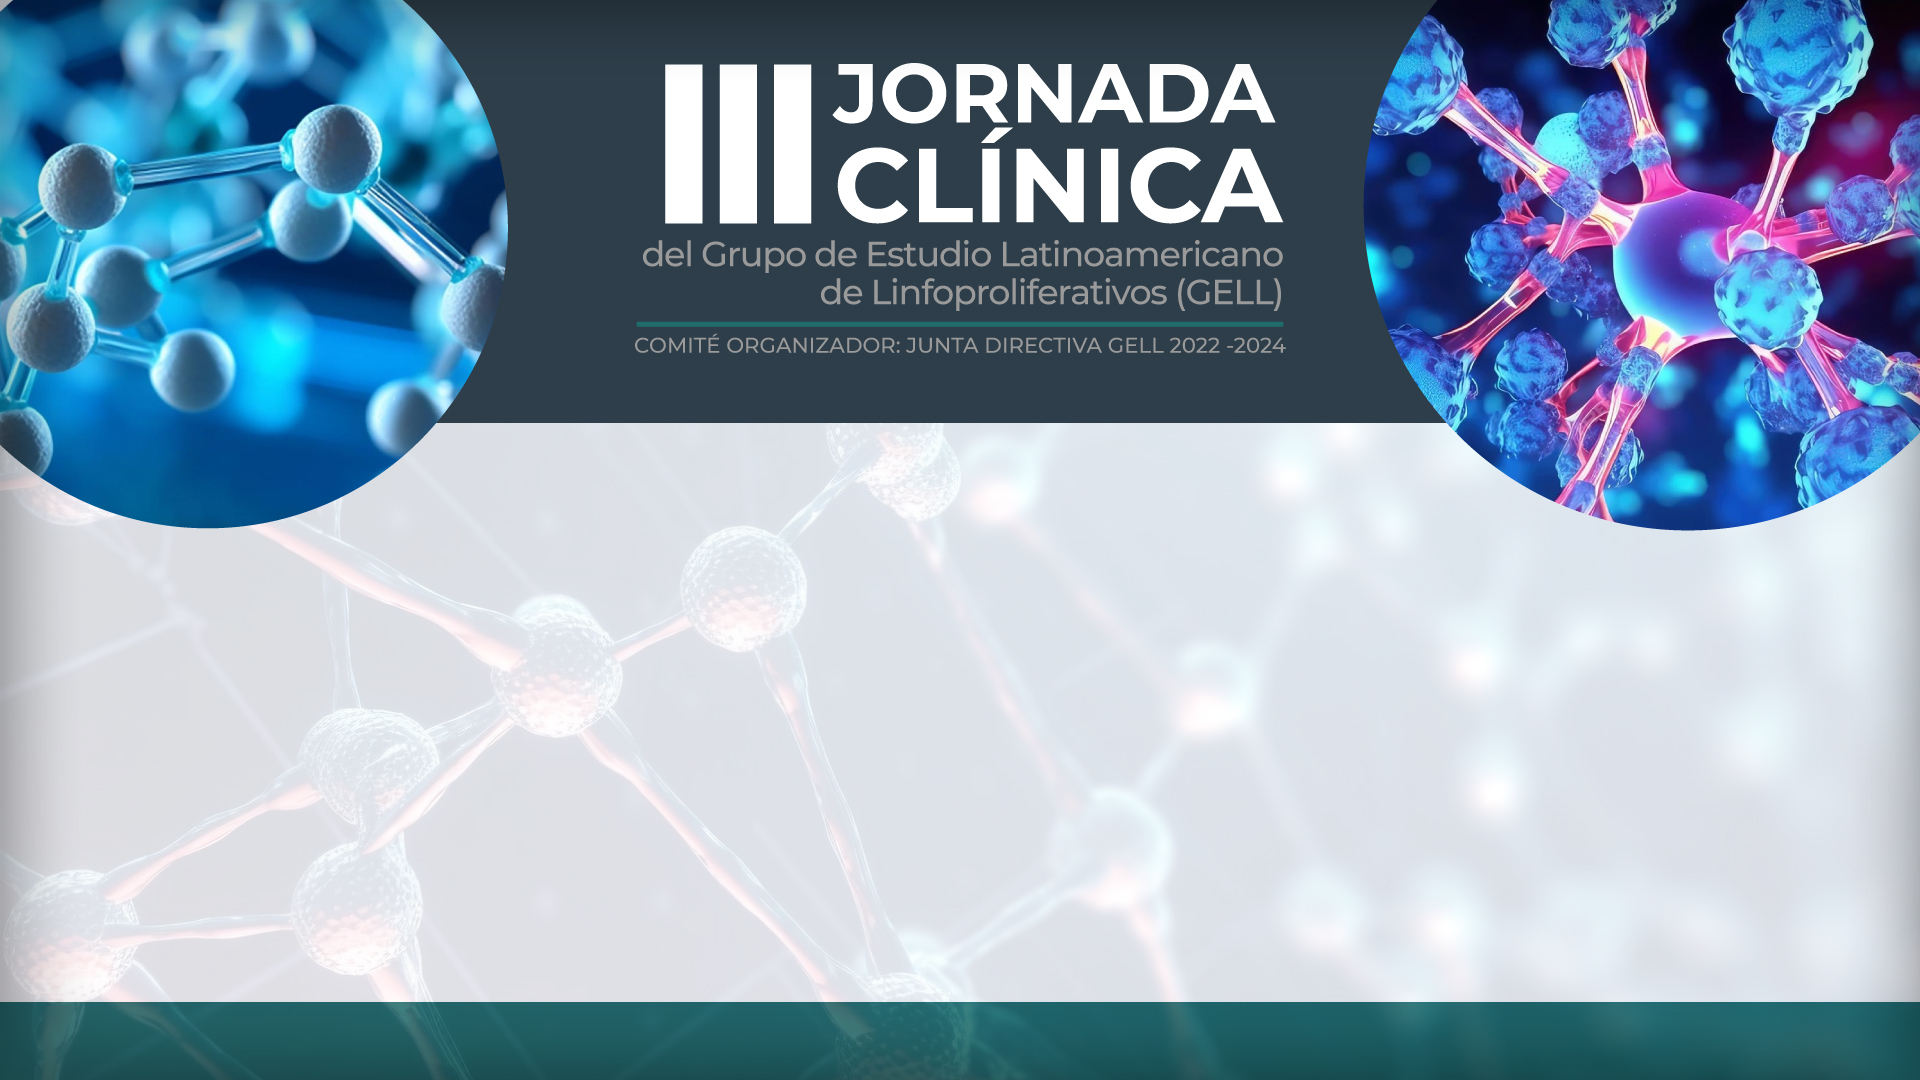 III JORNADA
CLÍNICA
del Grupo de Estudio Latinoamericano
de Linfoproliferativos (GELL)
COMITÉ ORGANIZADOR: JUNTA DIRECTIVA GELL 2022 -2024